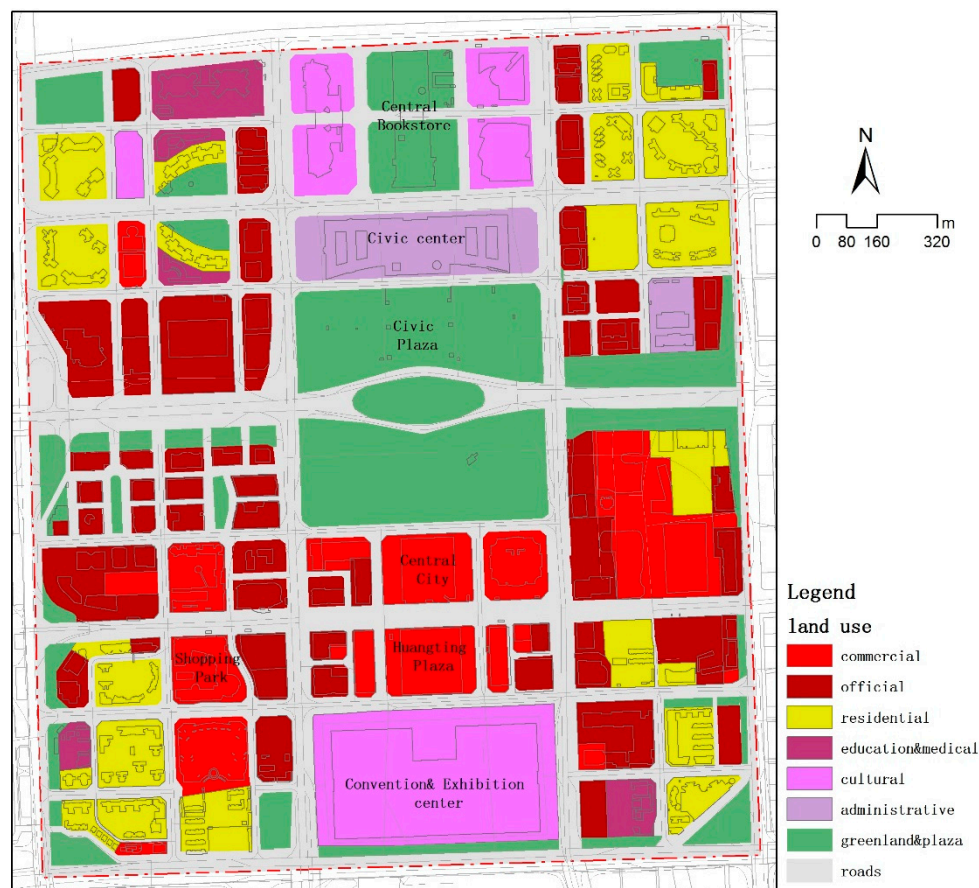 Central
Bookstore
Civic center
Civic
Plaza
Central
City
Shopping
Park
Huangting
Plaza
Convention& Exhibition
center
N
m
0 80 160 320
Legend
land use
commercial
official
residential
education&medical
cultural
administrative
greenland&plaza
roads